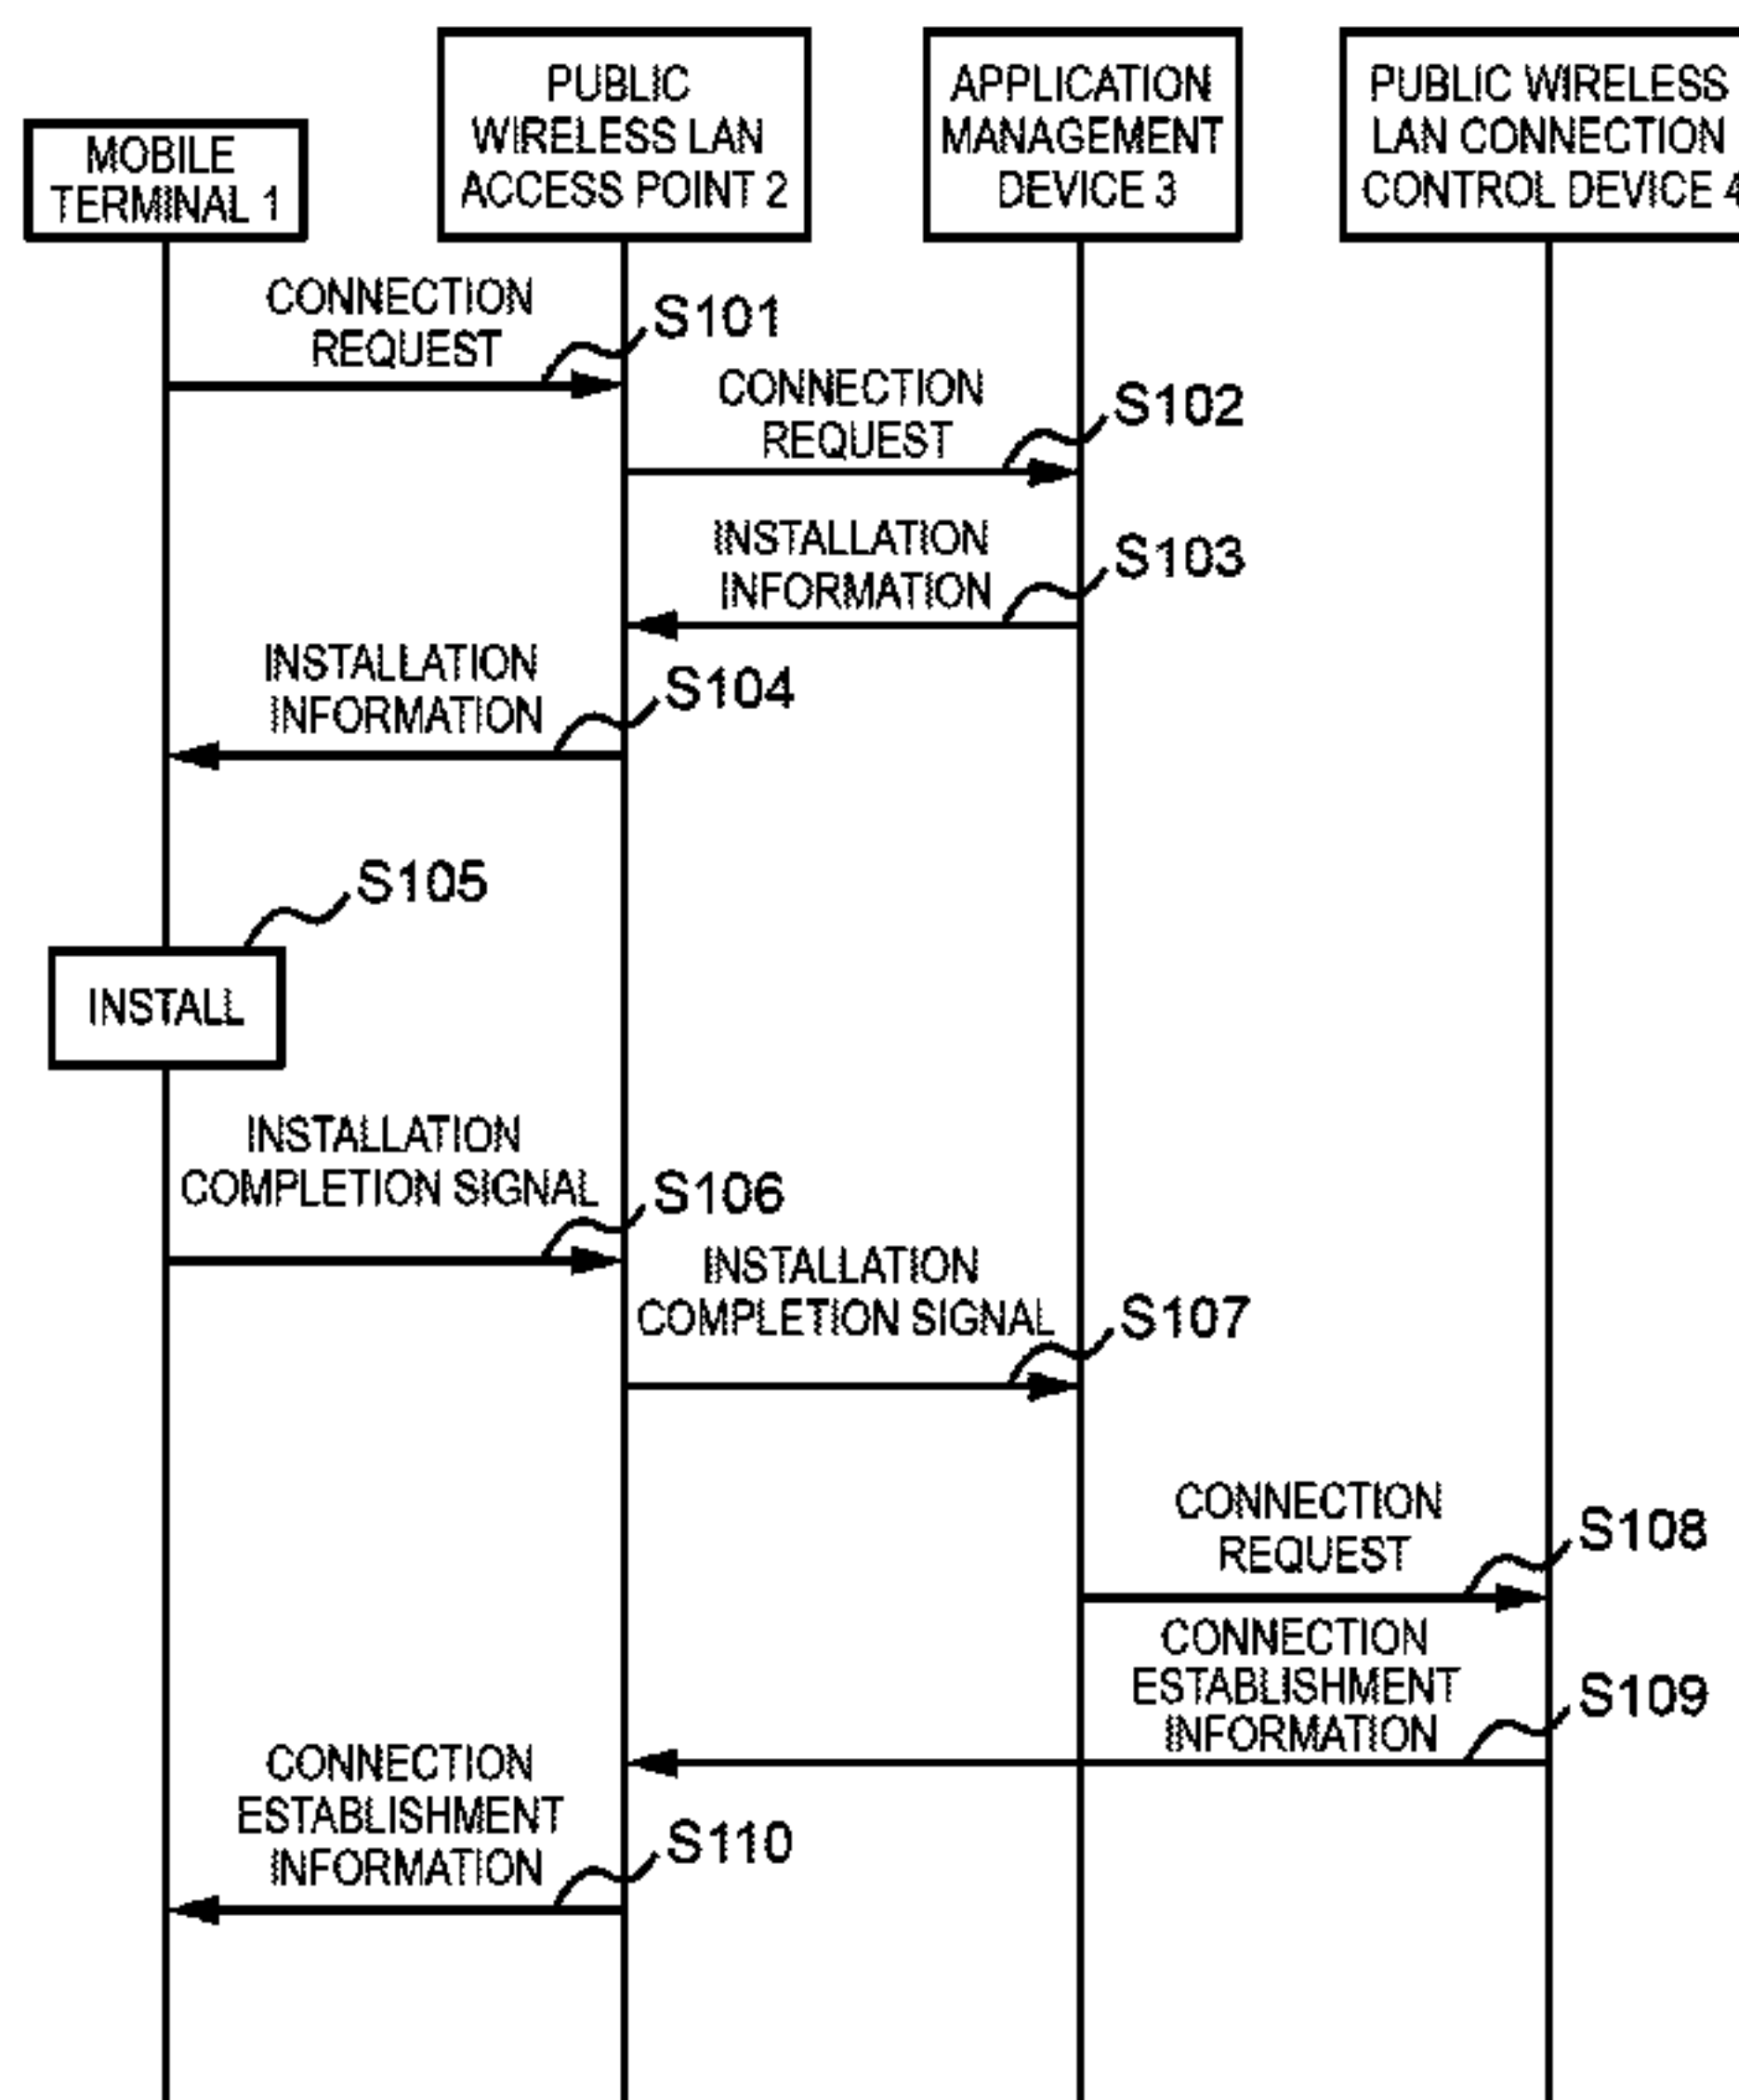 MOBILE
TERMINAL 1
PUBLIC
WIRELESS LAN
ACCESS POINT 2
APPLICATION
MANAGEMENT
DEVICE 3
PUBLIC WIRELESS
LAN CONNECTION
CONTROL DEVICE 4
CONNECTION
REQUEST
S101
CONNECTION
REQUEST
S102
INSTALLATION
INFORMATION
S103
INSTALLATION
INFORMATION
S104
S105
INSTALL
INSTALLATION
COMPLETION SIGNAL
S106
INSTALLATION
COMPLETION SIGNAL
S107
CONNECTION
REQUEST
S108
CONNECTION
ESTABLISHMENT
INFORMATION
S109
CONNECTION
ESTABLISHMENT
INFORMATION
S110